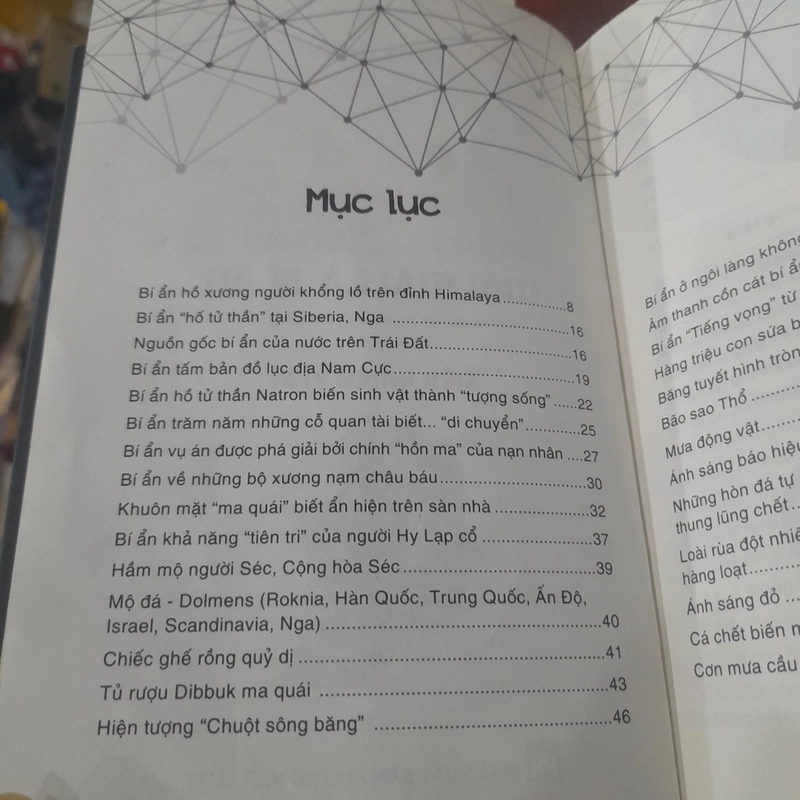 Mục lục
Bí ẩn hồ xương người khổng lồ trên đỉnh Himalaya..............8
Bí ẩn “hố tử thần” tại Siberia, Nga ..............................16
Nguồn gốc bí ẩn của nước trên Trái Đất.........................16
Bí ẩn tấm bản đồ lục địa Nam Cực..............................19
Bí ẩn hồ tử thần Natron biến sinh vật thành “tượng sống”......22
Bí ẩn trăm năm những cỗ quan tài biết... “di chuyển”............25
Bí ẩn vụ án được phá giải bởi chính “hồn ma” của nạn nhân ....27
Bí ẩn về những bộ xương nạm châu báu..........................30
Khuôn mặt “ma quái” biết ẩn hiện trên sàn nhà ..................32
Bí ẩn khả năng “tiên tri” của người Hy Lạp cổ ...................37
Hầm mộ người Séc, Cộng hòa Séc..............................39
Mộ đá - Dolmens (Roknia, Hàn Quốc, Trung Quốc, Ấn Độ,
Israel, Scandinavia, Nga) ........................................40
Chiếc ghế rồng quỷ dị...........................................41
Tủ rượu Dibbuk ma quái ........................................43
Hiện tượng “Chuột sông băng” ..................................46
Bí ẩn ở ngôi làng không
Âm thanh cồn cát bí ẩn
Bí ẩn “Tiếng vọng” từ
Hàng triệu con sứa
Băng tuyết hình tròn
Bão sao Thổ ..........
Mưa động vật..........
Ánh sáng báo hiệu
Những hòn đá tự
thung lũng chết..
Loài rùa đột
hàng loạt..........
Ánh sáng đỏ ...
Cá chết biến
Cơn mưa cầu